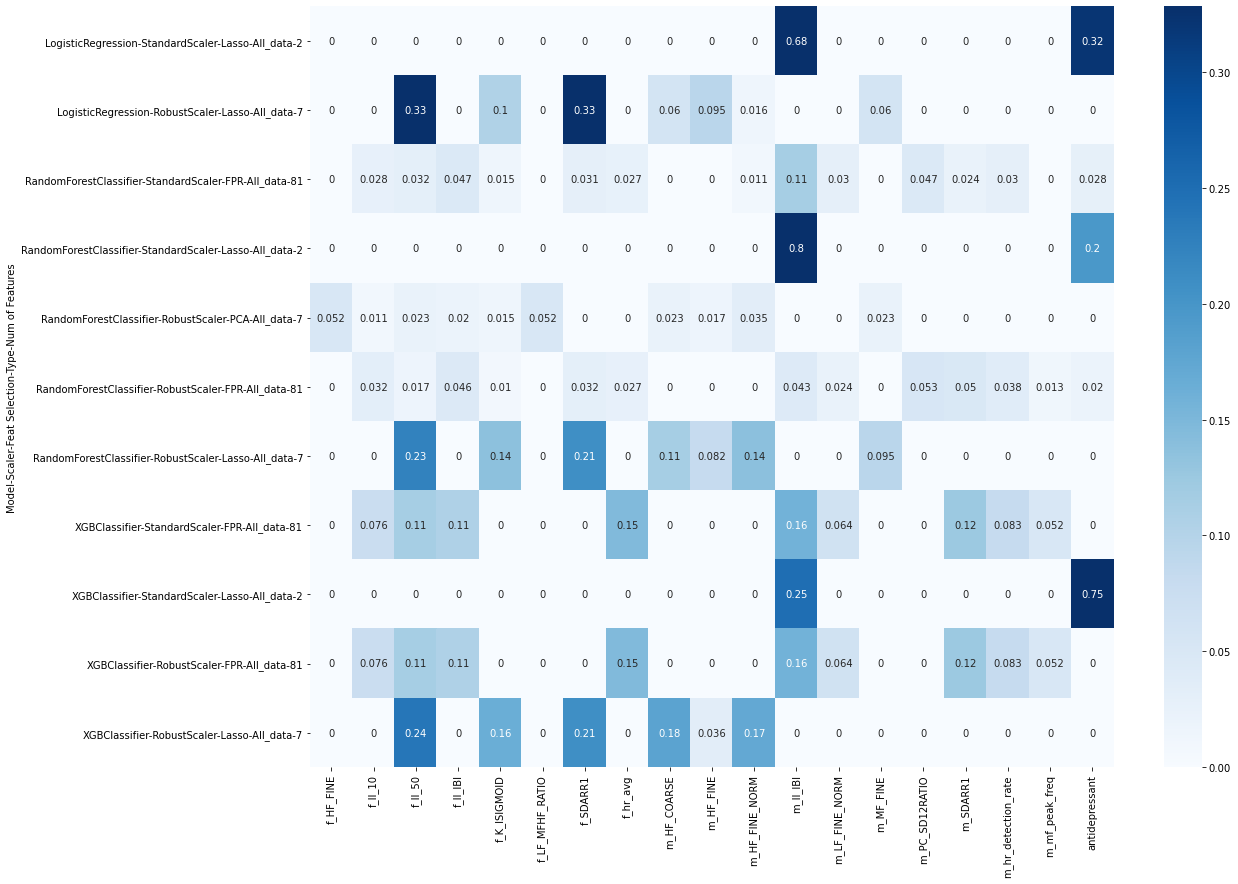 LogisticRegression-StandardScaler-Lasso-All_data-2 0 0 0 0 0 0 0 0 0 0 0 0.68 0 0 0 0 0 0 0.32
LogisticRegression-RobustScaler-Lasso-All_data-7 0 0 0.33 0 0.1 0 0.33 0 0.06 0.095 0.016 0 0 0.06 0 0 0 0 0
RandomForestClassifier-StandardScaler-FPR-All_data-81 0 0.028 0.032 0.047 0.015 0 0.031 0.027 0 0 0.011 0.11 0.03 0 0.047 0.024 0.03 0 0.028
RandomForestClassifier-StandardScaler-Lasso-All_data-2 0 0 0 0 0 0 0 0 0 0 0 0.8 0 0 0 0 0 0 0.2
RandomForestClassifier-RobustScaler-PCA-All_data-7 0.052 0.011 0.023 0.02 0.015 0.052 0 0 0.023 0.017 0.035 0 0 0.023 0 0 0 0 0
RandomForestClassifier-RobustScaler-FPR-All_data-81 0 0.032 0.017 0.046 0.01 0 0.032 0.027 0 0 0 0.043 0.024 0 0.053 0.05 0.038 0.013 0.02
RandomForestClassifier-RobustScaler-Lasso-All_data-7 0 0 0.23 0 0.14 0 0.21 0 0.11 0.082 0.14 0 0 0.095 0 0 0 0 0
XGBClassifier-StandardScaler-FPR-All_data-81 0 0.076 0.11 0.11 0 0 0 0.15 0 0 0 0.16 0.064 0 0 0.12 0.083 0.052 0
XGBClassifier-StandardScaler-Lasso-All_data-2 0 0 0 0 0 0 0 0 0 0 0 0.25 0 0 0 0 0 0 0.75
XGBClassifier-RobustScaler-FPR-All_data-81 0 0.076 0.11 0.11 0 0 0 0.15 0 0 0 0.16 0.064 0 0 0.12 0.083 0.052 0
XGBClassifier-RobustScaler-Lasso-All_data-7 0 0 0.24 0 0.16 0 0.21 0 0.18 0.036 0.17 0 0 0 0 0 0 0 0
Model-Scaler-Feat Selection-Type-Num of Features
f_HF_FINE
f_II_10
f_II_50
f_II_IBI
f_K_ISIGMOID
f_LF_MFHF_RATIO
f_SDARR1
f_hr_avg
m_HF_COARSE
m_HF_FINE
m_HF_FINE_NORM
m_II_IBI
m_LF_FINE_NORM
m_MF_FINE
m_PC_SD12RATIO
m_SDARR1
m_hr_detection_rate
m_mf_peak_freq
antidepressant
0.30
0.25
0.20
0.15
0.10
0.05
0.00